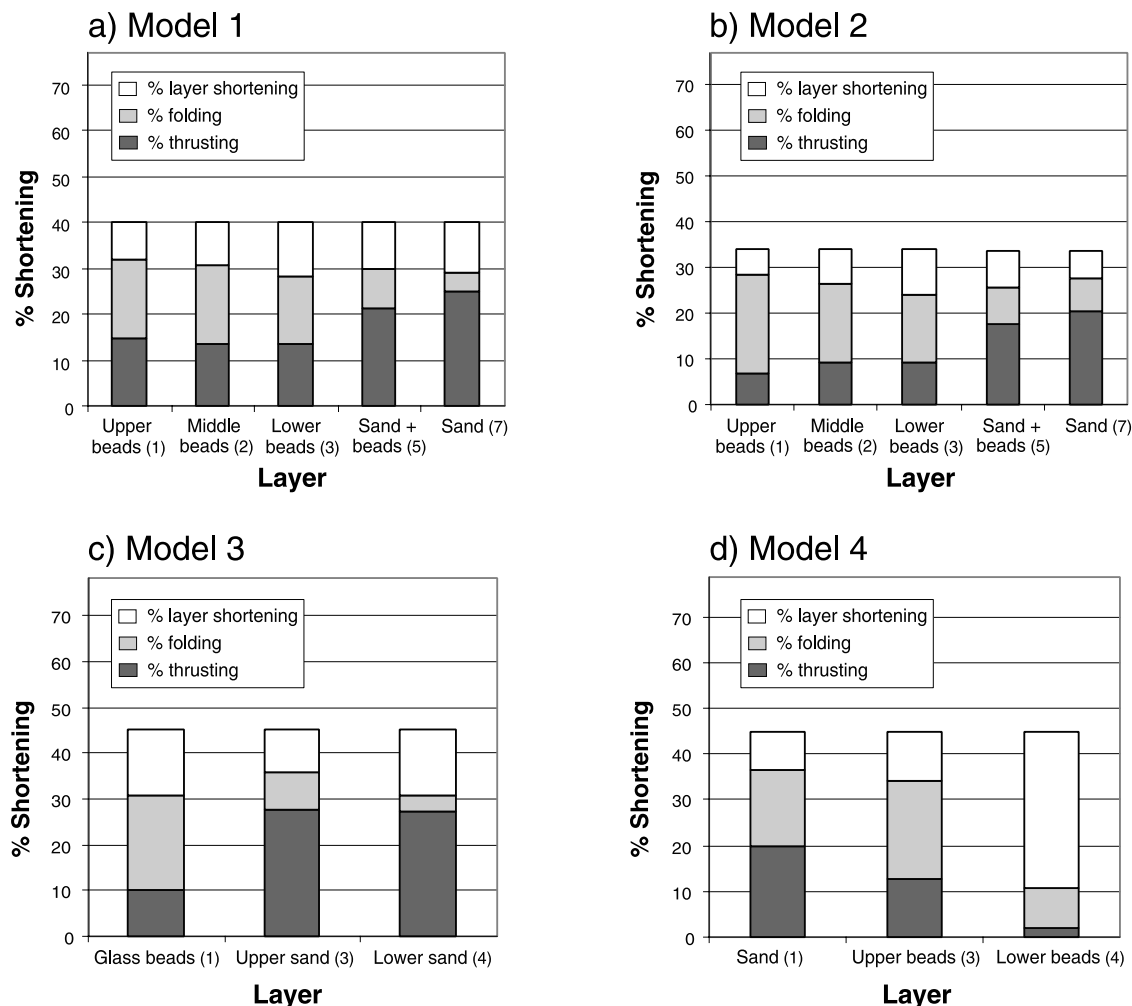 a) Model 1
% Shortening
70
60
50
40
30
20
10
0
% layer shortening
% folding
% thrusting
Upper beads (1)
Middle beads (2)
Lower beads (3)
Sand + beads (5)
Sand (7)
Layer
b) Model 2
% Shortening
70
60
50
40
30
20
10
0
% layer shortening
% folding
% thrusting
Upper beads (1)
Middle beads (2)
Lower beads (3)
Sand + beads (5)
Sand (7)
Layer
c) Model 3
% Shortening
70
60
50
40
30
20
10
0
% layer shortening
% folding
% thrusting
Glass beads (1)
Upper sand (3)
Lower sand (4)
Layer
d) Model 4
% Shortening
70
60
50
40
30
20
10
0
% layer shortening
% folding
% thrusting
Sand (1)
Upper beads (3)
Lower beads (4)
Layer